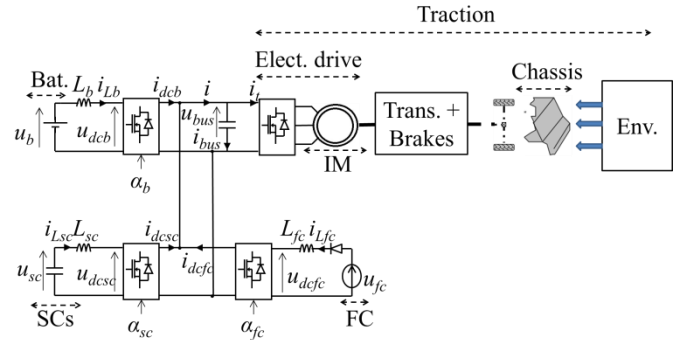 Traction
Elect. drive
Bat. L_b i_Lb i_dcb i i_t Chassis
u_b u_dcb u_bus i_bus Trans. + Brakes Env.
IM
α_b
i_Lsc L_sc i_dcsc L_fc i_Lfc
u_sc u_dcsc i_dcfc u_dcfc u_fc
SCs FC
α_sc α_fc